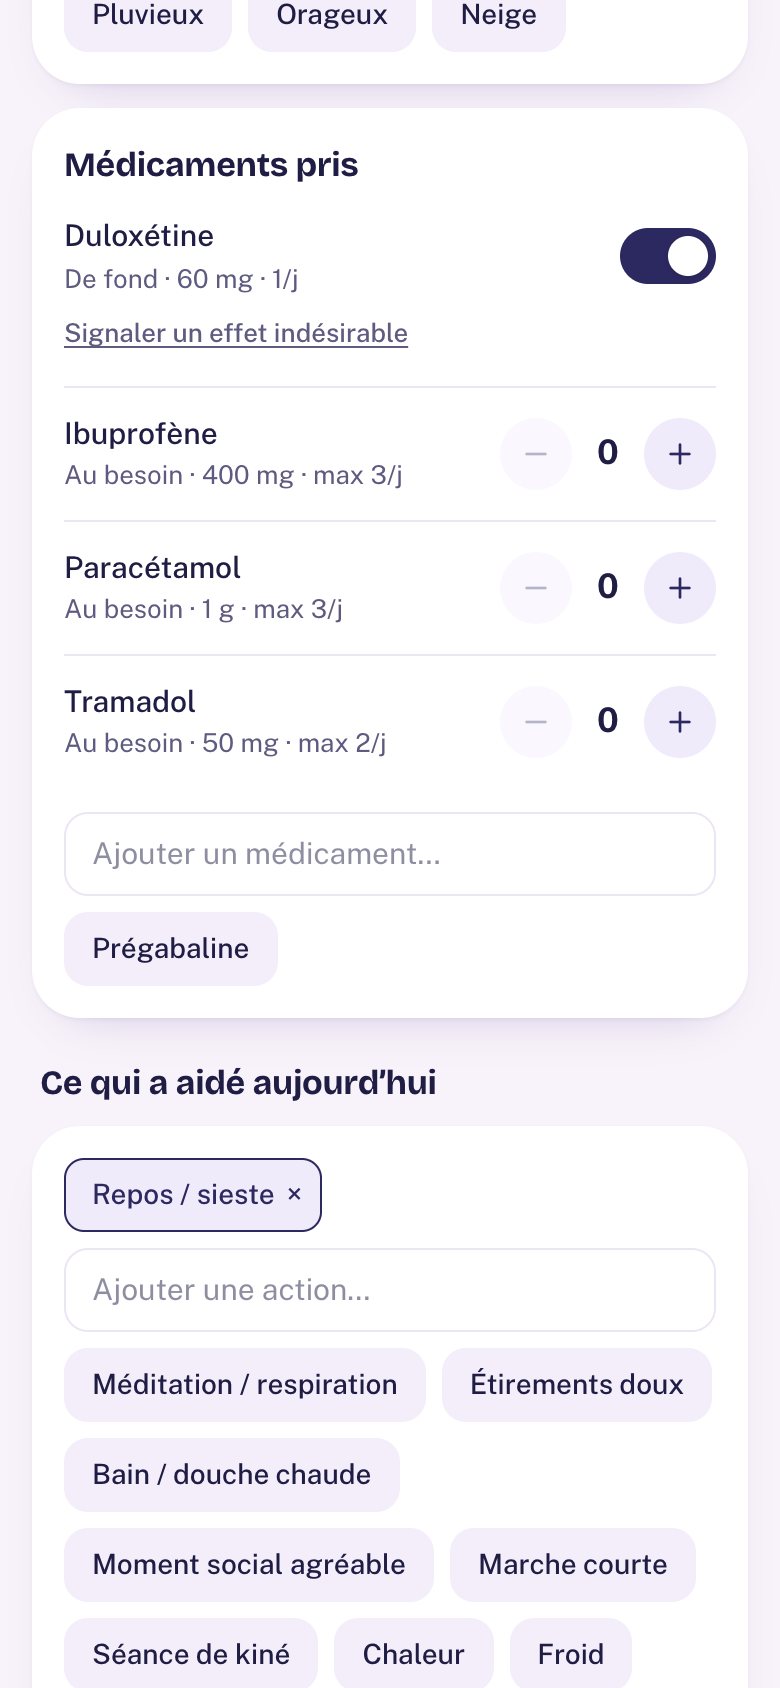 Pluvieux Orageux Neige
Médicaments pris
Duloxétine
De fond · 60 mg · 1/j
Signaler un effet indésirable
Ibuprofène
Au besoin · 400 mg · max 3/j
− 0 +
Paracétamol
Au besoin · 1 g · max 3/j
− 0 +
Tramadol
Au besoin · 50 mg · max 2/j
− 0 +
Ajouter un médicament…
Prégabaline
Ce qui a aidé aujourd’hui
Repos / sieste ×
Ajouter une action…
Méditation / respiration Étirements doux
Bain / douche chaude
Moment social agréable Marche courte
Séance de kiné Chaleur Froid